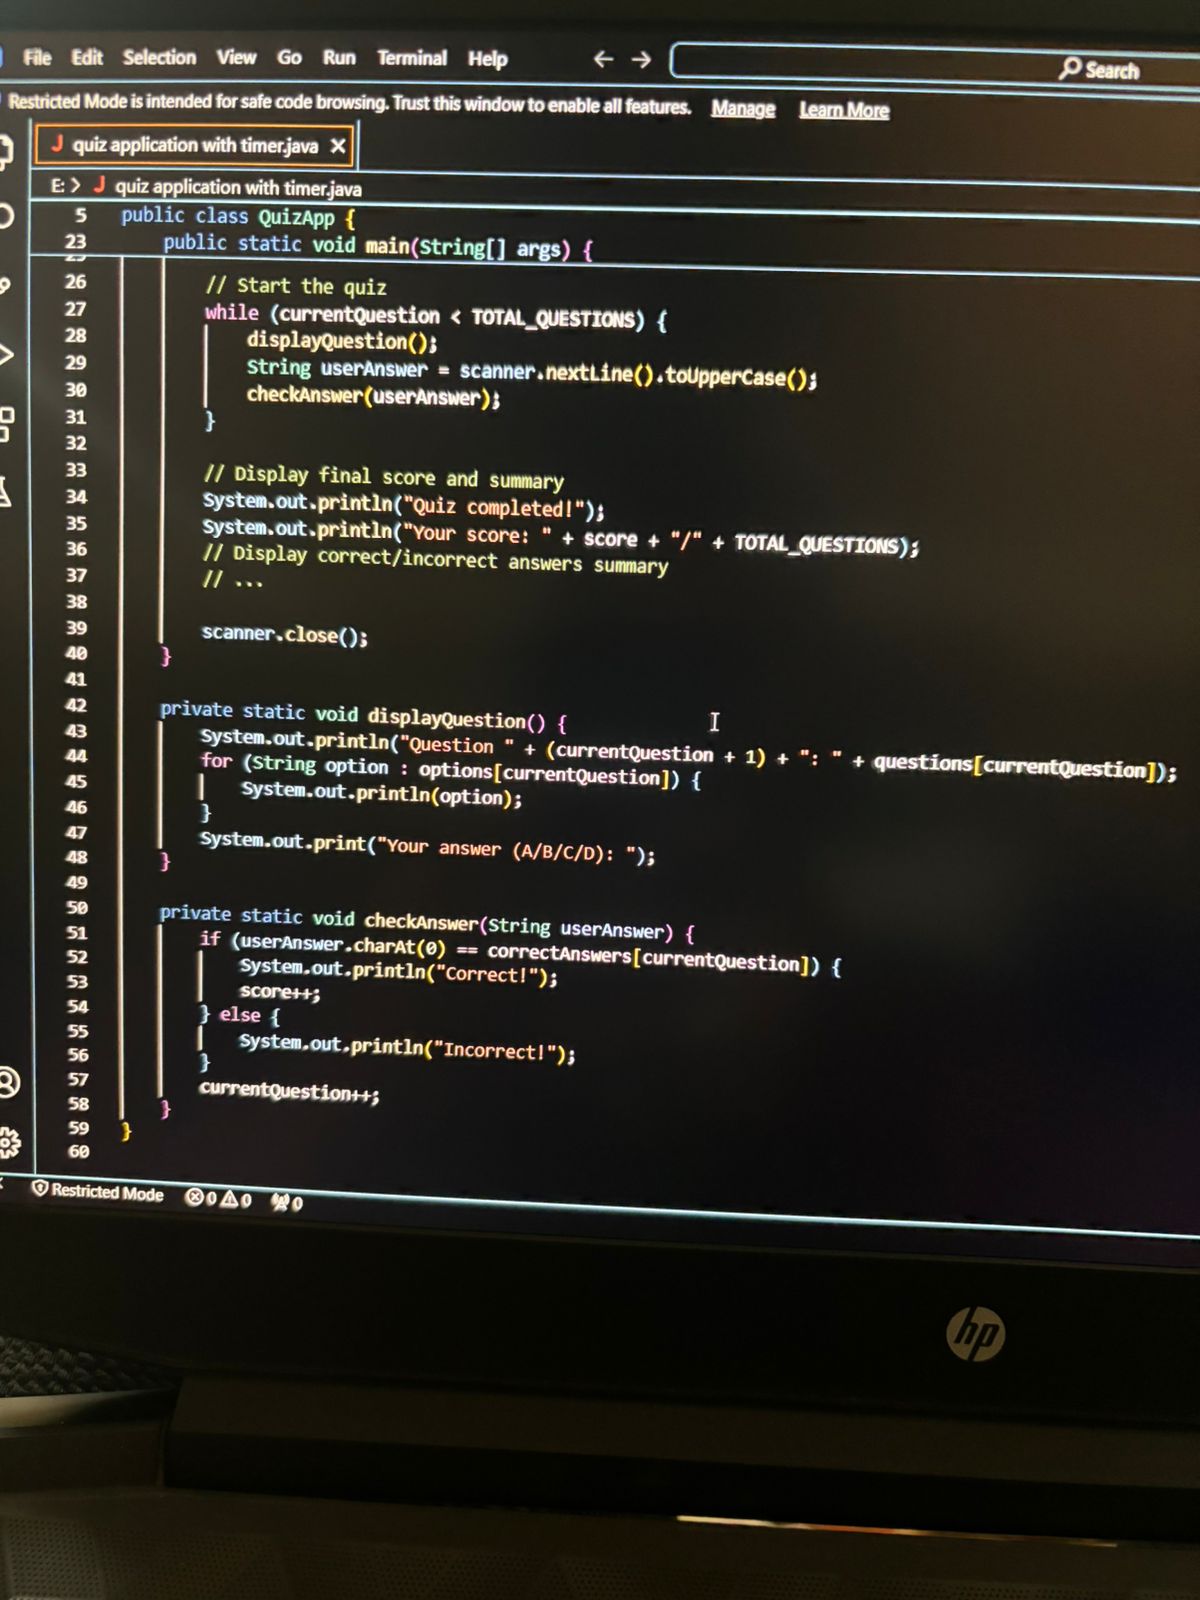 File Edit Selection View Go Run Terminal Help ← → Search
Restricted Mode is intended for safe code browsing. Trust this window to enable all features. Manage Learn More
J quiz application with timer.java ×
E: > J quiz application with timer.java
5 public class QuizApp {
23 public static void main(String[] args) {
26 // Start the quiz
27 while (currentQuestion < TOTAL_QUESTIONS) {
28 displayQuestion();
29 String userAnswer = scanner.nextLine().toUpperCase();
30 checkAnswer(userAnswer);
31 }
32
33 // Display final score and summary
34 System.out.println("Quiz completed!");
35 System.out.println("Your score: " + score + "/" + TOTAL_QUESTIONS);
36 // Display correct/incorrect answers summary
37 // ...
38
39 scanner.close();
40 }
41
42 private static void displayQuestion() {
43 System.out.println("Question " + (currentQuestion + 1) + ": " + questions[currentQuestion]);
44 for (String option : options[currentQuestion]) {
45 System.out.println(option);
46 }
47 System.out.print("Your answer (A/B/C/D): ");
48 }
49
50 private static void checkAnswer(String userAnswer) {
51 if (userAnswer.charAt(0) == correctAnswers[currentQuestion]) {
52 System.out.println("Correct!");
53 score++;
54 } else {
55 System.out.println("Incorrect!");
56 }
57 currentQuestion++;
58 }
59 }
60
Restricted Mode 0 0 0
hp